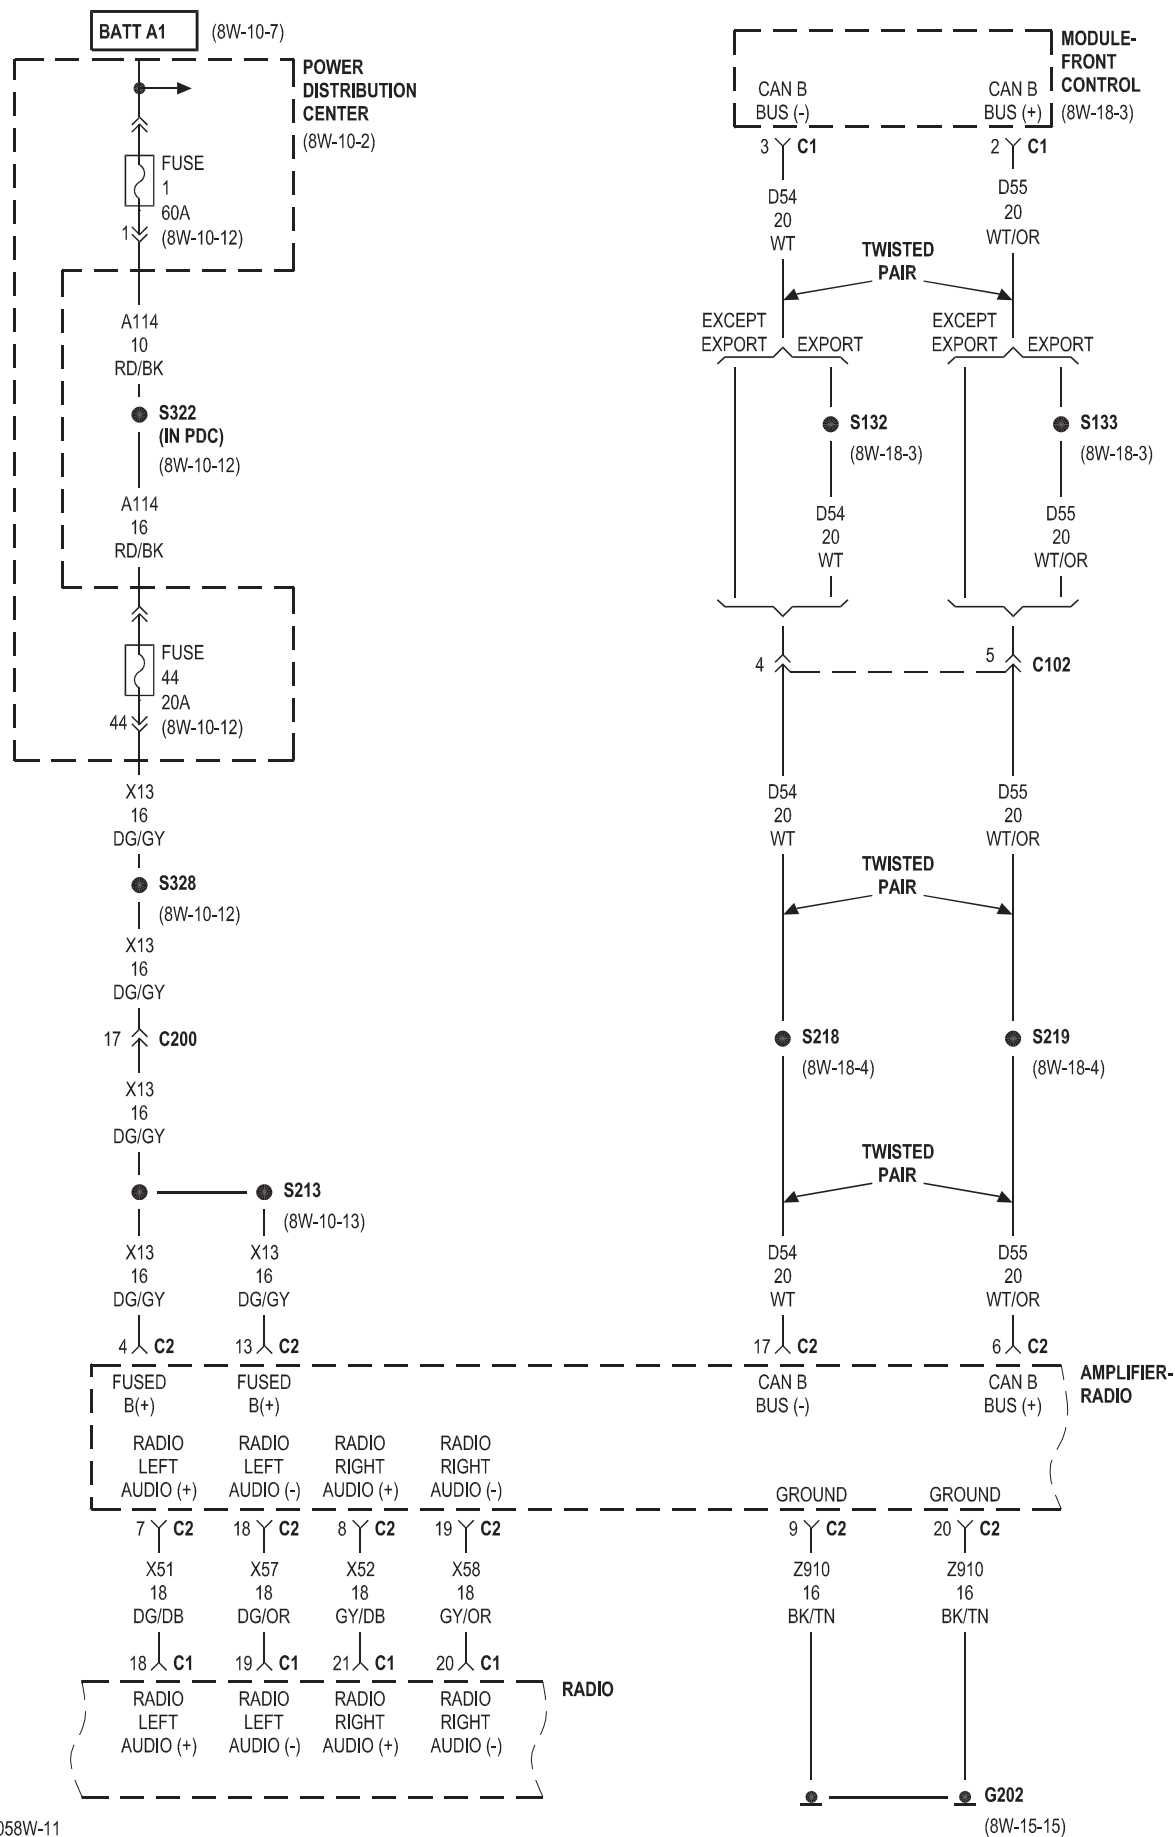 BATT A1 (8W-10-7)
POWER
DISTRIBUTION
CENTER
(8W-10-2)
FUSE
1
60A
1 (8W-10-12)
A114
10
RD/BK
S322
(IN PDC)
(8W-10-12)
A114
16
RD/BK
FUSE
44
20A
44 (8W-10-12)
X13
16
DG/GY
S328
(8W-10-12)
X13
16
DG/GY
17 C200
X13
16
DG/GY
S213
(8W-10-13)
X13 X13
16 16
DG/GY DG/GY
4 C2 13 C2
MODULE-
FRONT
CONTROL
(8W-18-3)
CAN B CAN B
BUS (-) BUS (+)
3 C1 2 C1
D54 D55
20 20
WT WT/OR
TWISTED
PAIR
EXCEPT EXCEPT
EXPORT EXPORT EXPORT EXPORT
S132 S133
(8W-18-3) (8W-18-3)
D54 D55
20 20
WT WT/OR
4 5 C102
D54 D55
20 20
WT WT/OR
TWISTED
PAIR
S218 S219
(8W-18-4) (8W-18-4)
TWISTED
PAIR
D54 D55
20 20
WT WT/OR
17 C2 6 C2
AMPLIFIER-
RADIO
FUSED FUSED CAN B CAN B
B(+) B(+) BUS (-) BUS (+)
RADIO RADIO RADIO RADIO
LEFT LEFT RIGHT RIGHT
AUDIO (+) AUDIO (-) AUDIO (+) AUDIO (-)
GROUND GROUND
7 C2 18 C2 8 C2 19 C2 9 C2 20 C2
X51 X57 X52 X58 Z910 Z910
18 18 18 18 16 16
DG/DB DG/OR GY/DB GY/OR BK/TN BK/TN
18 C1 19 C1 21 C1 20 C1
RADIO
RADIO RADIO RADIO RADIO
LEFT LEFT RIGHT RIGHT
AUDIO (+) AUDIO (-) AUDIO (+) AUDIO (-)
G202
(8W-15-15)
058W-11